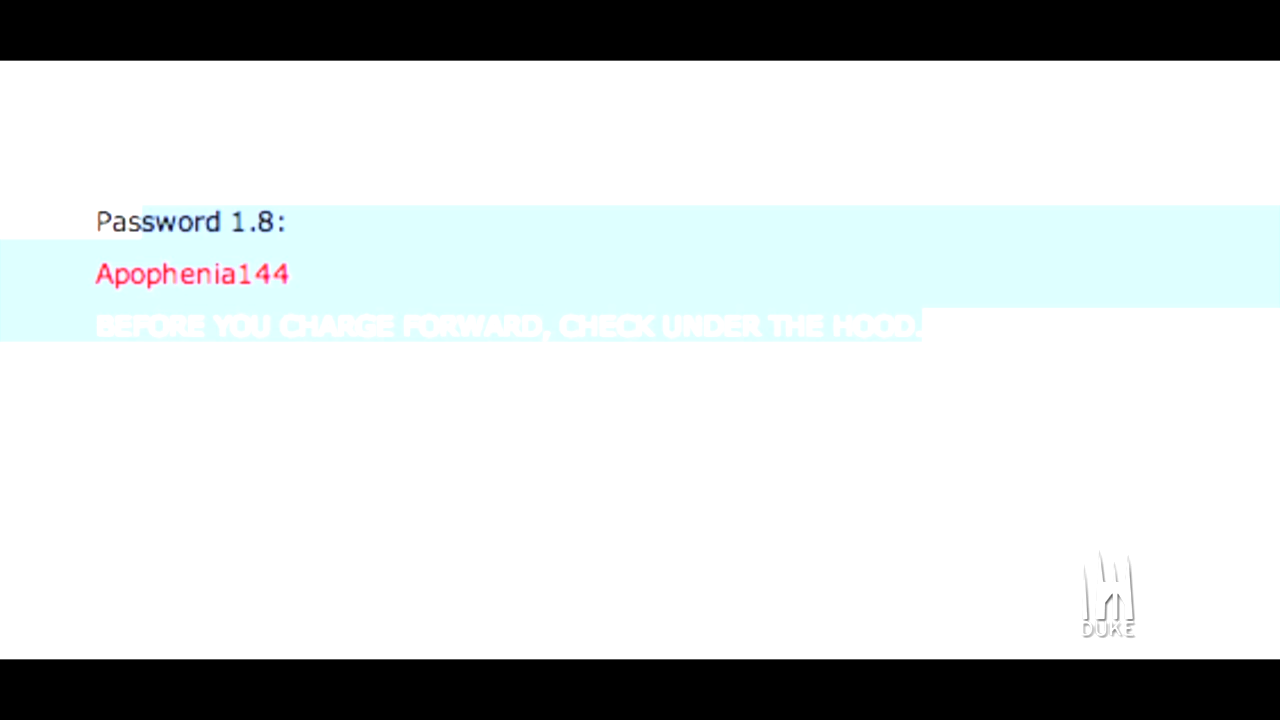 Password 1.8:
Apophenia144
BEFORE YOU CHARGE FORWARD, CHECK UNDER THE HOOD.
DUKE